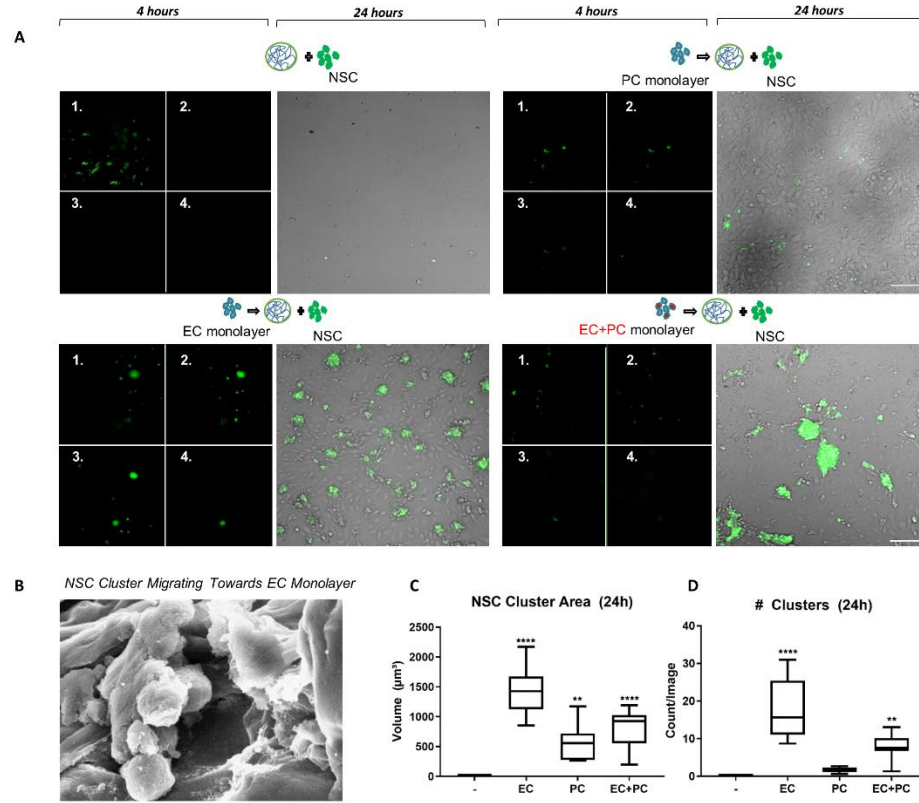 4 hours
24 hours
4 hours
24 hours
A
NSC
PC monolayer
NSC
1.
2.
3.
4.
1.
2.
3.
4.
EC monolayer
NSC
EC+PC monolayer
NSC
1.
2.
3.
4.
1.
2.
3.
4.
B
NSC Cluster Migrating Towards EC Monolayer
C
NSC Cluster Area (24h)
Volume (µm³)
2500
2000
1500
1000
500
0
****
**
****
-
EC
PC
EC+PC
D
# Clusters (24h)
Count/Image
40
30
20
10
0
****
**
-
EC
PC
EC+PC